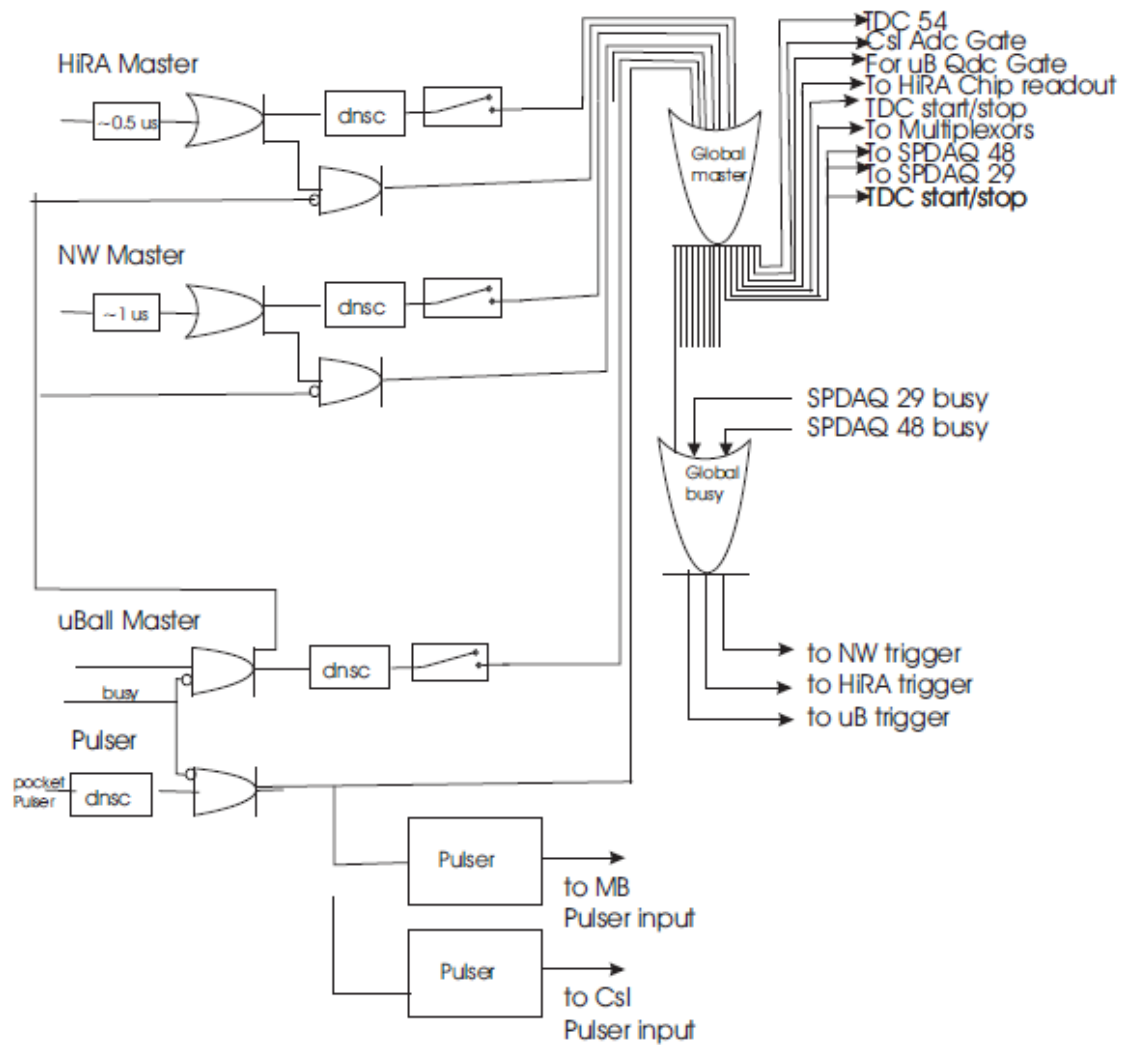 HiRA Master
~0.5 us
dnsc
NW Master
~1 us
dnsc
Global
master
TDC 54
CsI Adc Gate
For uB Qdc Gate
To HiRA Chip readout
TDC start/stop
To Multiplexors
To SPDAQ 48
To SPDAQ 29
TDC start/stop
SPDAQ 29 busy
SPDAQ 48 busy
Global
busy
to NW trigger
to HiRA trigger
to uB trigger
uBall Master
dnsc
busy
Pulser
pocket
Pulser
dnsc
Pulser
to MB
Pulser input
Pulser
to CsI
Pulser input